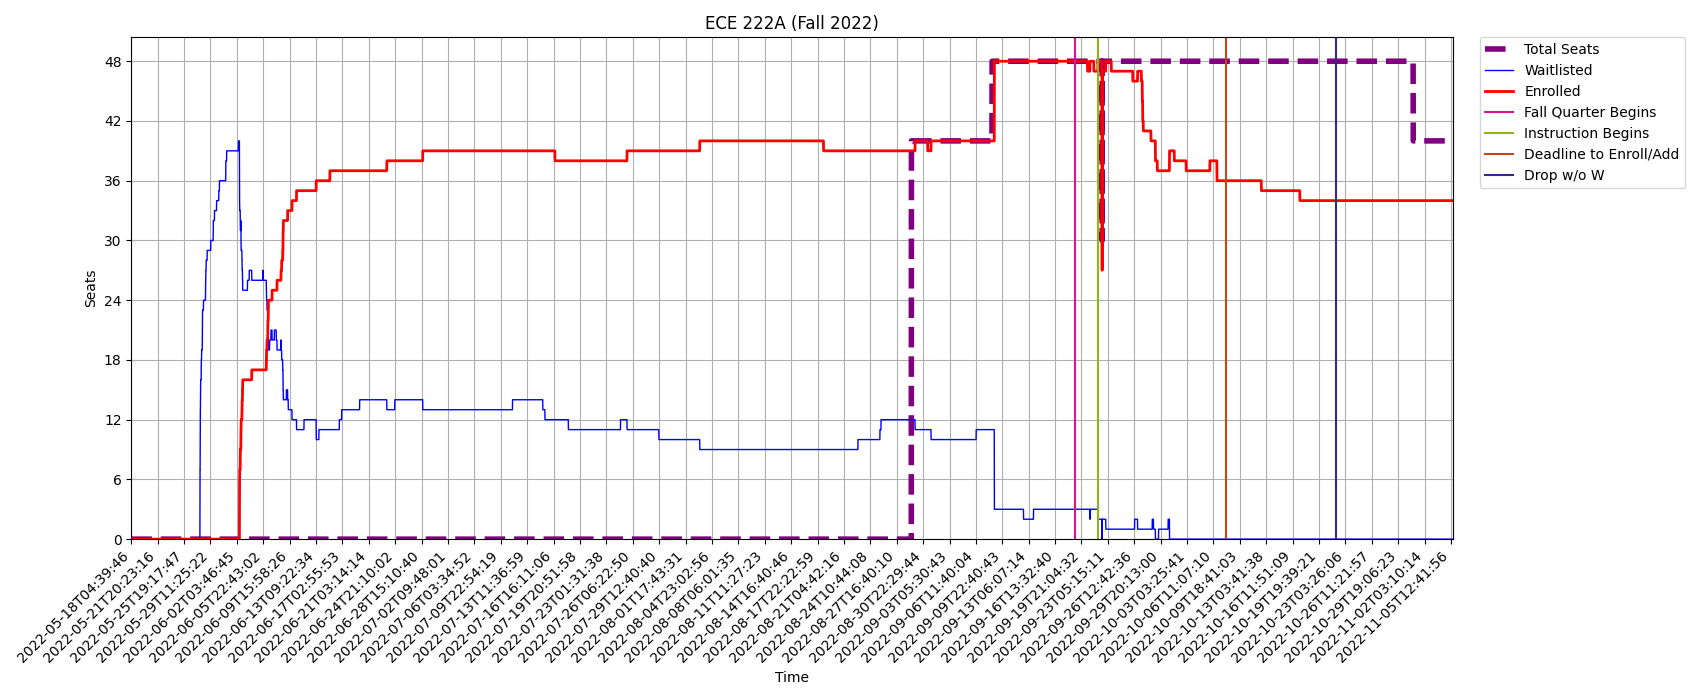 ECE 222A (Fall 2022)
Total Seats
Waitlisted
Enrolled
Fall Quarter Begins
Instruction Begins
Deadline to Enroll/Add
Drop w/o W
Seats
48
42
36
30
24
18
12
6
0
2022-05-18T04:39:46
2022-05-21T20:23:16
2022-05-25T19:17:47
2022-05-29T11:25:22
2022-06-02T03:46:45
2022-06-05T22:43:02
2022-06-09T15:58:26
2022-06-13T09:22:34
2022-06-17T02:55:53
2022-06-21T03:14:14
2022-06-24T21:10:02
2022-06-28T15:10:40
2022-07-02T09:48:01
2022-07-06T03:34:52
2022-07-09T22:54:19
2022-07-13T11:36:59
2022-07-16T16:11:06
2022-07-19T20:51:58
2022-07-23T01:31:38
2022-07-26T06:22:50
2022-07-29T12:40:40
2022-08-01T17:43:31
2022-08-04T23:02:56
2022-08-08T06:01:35
2022-08-11T11:27:23
2022-08-14T16:40:46
2022-08-17T22:22:59
2022-08-21T04:42:16
2022-08-24T10:44:08
2022-08-27T16:40:10
2022-08-30T22:29:44
2022-09-03T05:30:43
2022-09-06T11:40:04
2022-09-09T22:40:43
2022-09-13T06:07:14
2022-09-16T13:32:40
2022-09-19T21:04:32
2022-09-23T05:15:11
2022-09-26T12:42:36
2022-09-29T20:13:00
2022-10-03T03:25:41
2022-10-06T11:07:10
2022-10-09T18:41:03
2022-10-13T03:41:38
2022-10-16T11:51:09
2022-10-19T19:39:21
2022-10-23T03:26:06
2022-10-26T11:21:57
2022-10-29T19:06:23
2022-11-02T03:10:14
2022-11-05T12:41:56
Time